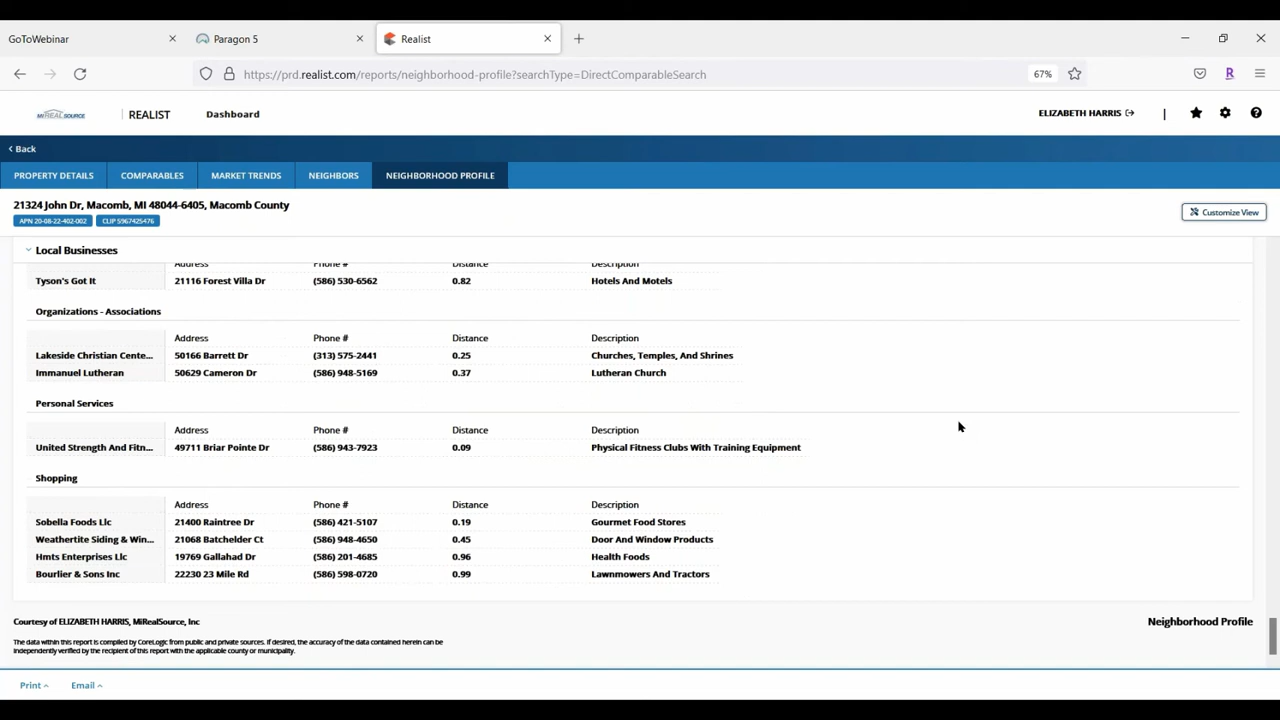 GoToWebinar
Paragon 5
Realist
https://prd.realist.com/reports/neighborhood-profile?searchType=DirectComparableSearch
67%
MiREALSOURCE
REALIST
Dashboard
ELIZABETH HARRIS
Back
PROPERTY DETAILS
COMPARABLES
MARKET TRENDS
NEIGHBORS
NEIGHBORHOOD PROFILE
21324 John Dr, Macomb, MI 48044-6405, Macomb County
APN 20-08-22-402-002 CLIP 5967425476
Customize View
Local Businesses
Address Phone # Distance Description
Tyson's Got It 21116 Forest Villa Dr (586) 530-6562 0.82 Hotels And Motels
Organizations - Associations
Address Phone # Distance Description
Lakeside Christian Cente... 50166 Barrett Dr (313) 575-2441 0.25 Churches, Temples, And Shrines
Immanuel Lutheran 50629 Cameron Dr (586) 948-5169 0.37 Lutheran Church
Personal Services
Address Phone # Distance Description
United Strength And Fitn... 49711 Briar Pointe Dr (586) 943-7923 0.09 Physical Fitness Clubs With Training Equipment
Shopping
Address Phone # Distance Description
Sobella Foods Llc 21400 Raintree Dr (586) 421-5107 0.19 Gourmet Food Stores
Weathertite Siding & Win... 21068 Batchelder Ct (586) 948-4650 0.45 Door And Window Products
Hmts Enterprises Llc 19769 Gallahad Dr (586) 201-4685 0.96 Health Foods
Bourlier & Sons Inc 22230 23 Mile Rd (586) 598-0720 0.99 Lawnmowers And Tractors
Courtesy of ELIZABETH HARRIS, MiRealSource, Inc
Neighborhood Profile
The data within this report is compiled by CoreLogic from public and private sources. If desired, the accuracy of the data contained herein can be
independently verified by the recipient of this report with the applicable county or municipality.
Print Email